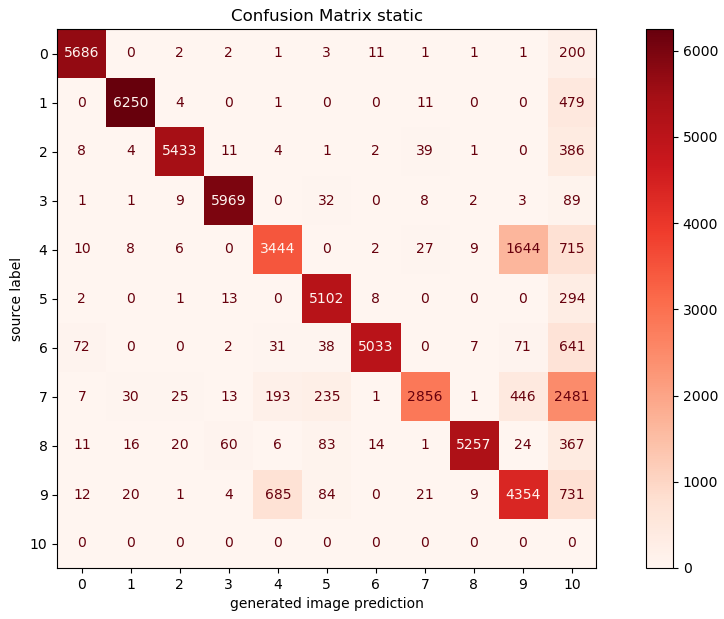 Confusion Matrix static
0 5686 0 2 2 1 3 11 1 1 1 200
1 0 6250 4 0 1 0 0 11 0 0 479
2 8 4 5433 11 4 1 2 39 1 0 386
3 1 1 9 5969 0 32 0 8 2 3 89
4 10 8 6 0 3444 0 2 27 9 1644 715
5 2 0 1 13 0 5102 8 0 0 0 294
6 72 0 0 2 31 38 5033 0 7 71 641
7 7 30 25 13 193 235 1 2856 1 446 2481
8 11 16 20 60 6 83 14 1 5257 24 367
9 12 20 1 4 685 84 0 21 9 4354 731
10 0 0 0 0 0 0 0 0 0 0 0
0 1 2 3 4 5 6 7 8 9 10
generated image prediction
source label
6000
5000
4000
3000
2000
1000
0